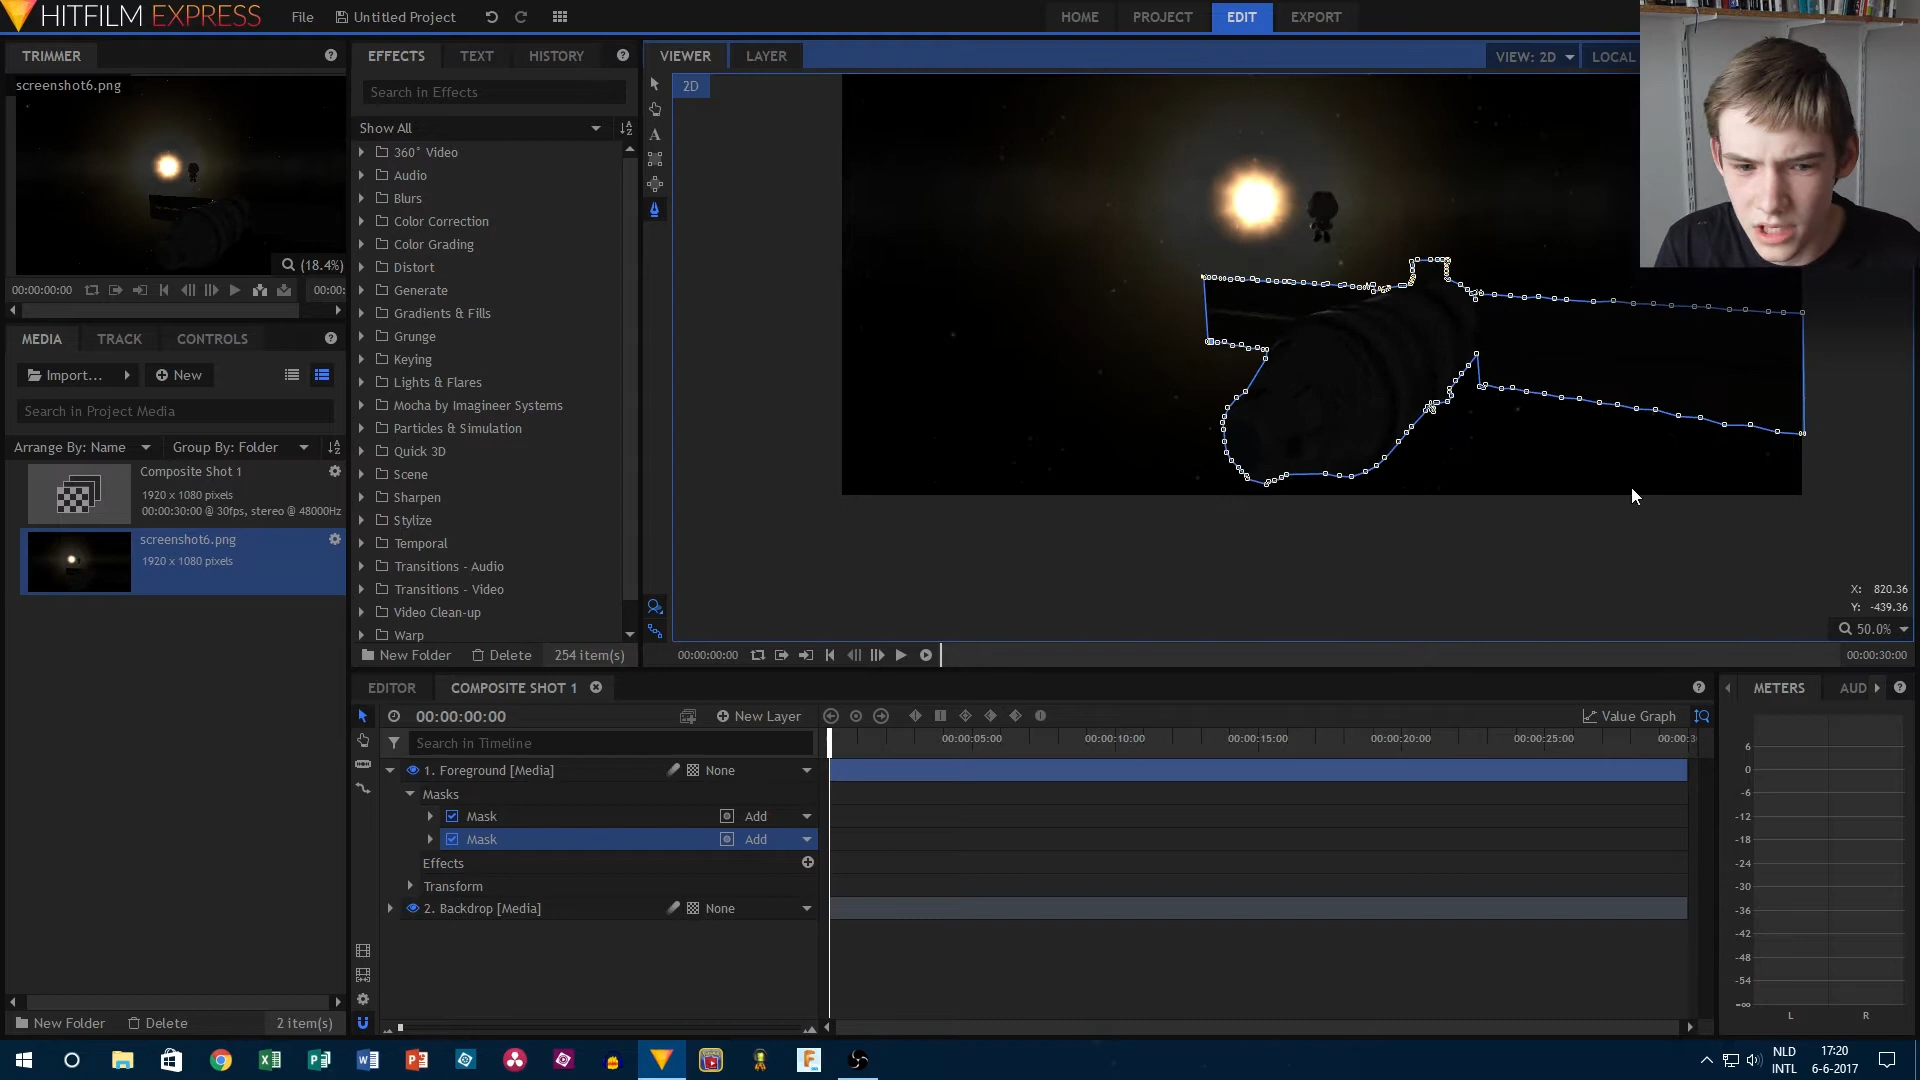 HITFILM EXPRESS File Untitled Project HOME PROJECT EDIT EXPORT
TRIMMER
screenshot6.png
(18.4%)
00:00:00:00 00:00:
MEDIA TRACK CONTROLS
Import... New
Search in Project Media
Arrange By: Name Group By: Folder
Composite Shot 1
1920 x 1080 pixels
00:00:30:00 @ 30fps, stereo @ 48000Hz
screenshot6.png
1920 x 1080 pixels
New Folder Delete 2 item(s)
EFFECTS TEXT HISTORY
Search in Effects
Show All
360° Video
Audio
Blurs
Color Correction
Color Grading
Distort
Generate
Gradients & Fills
Grunge
Keying
Lights & Flares
Mocha by Imagineer Systems
Particles & Simulation
Quick 3D
Scene
Sharpen
Stylize
Temporal
Transitions - Audio
Transitions - Video
Video Clean-up
Warp
New Folder Delete 254 item(s)
VIEWER LAYER VIEW: 2D LOCAL
2D
X: 820.36
Y: -439.36
50.0%
00:00:00:00 00:00:30:00
EDITOR COMPOSITE SHOT 1
00:00:00:00 New Layer Value Graph
Search in Timeline 00:00:05:00 00:00:10:00 00:00:15:00 00:00:20:00 00:00:25:00 00:00:3
1. Foreground [Media] None
Masks
Mask Add
Mask Add
Effects
Transform
2. Backdrop [Media] None
METERS AUD
6
0
-6
-12
-18
-24
-30
-36
-42
-48
-54
-∞
L R
NLD
INTL
17:20
6-6-2017